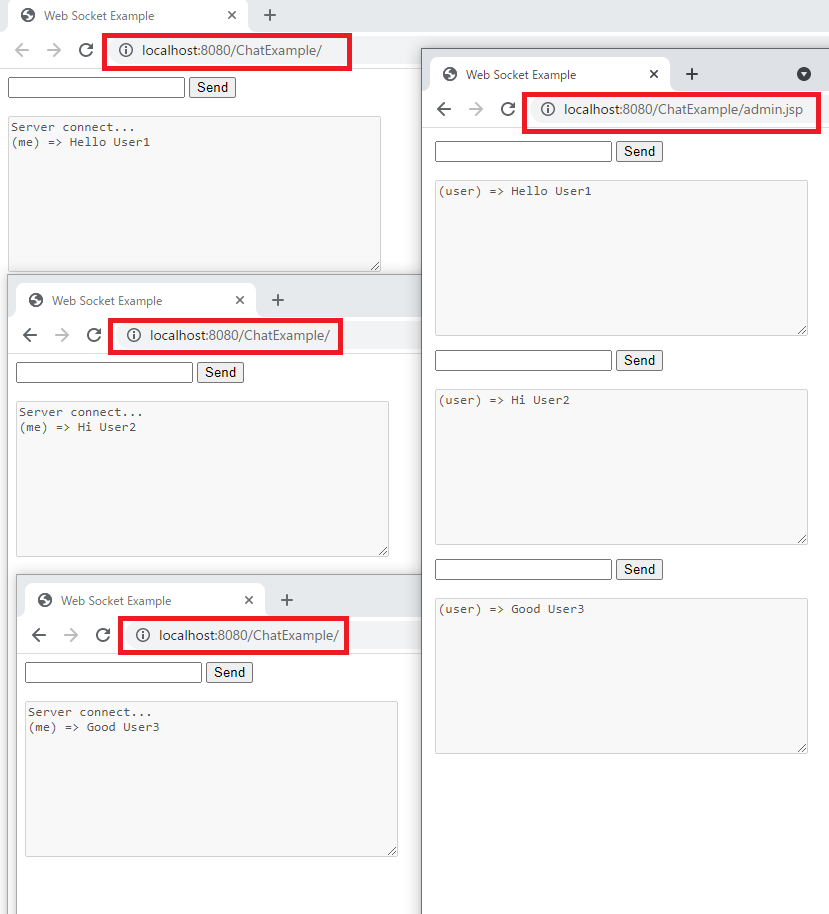 Web Socket Example
localhost:8080/ChatExample/
Send
Server connect...
(me) => Hello User1
Web Socket Example
localhost:8080/ChatExample/
Send
Server connect...
(me) => Hi User2
Web Socket Example
localhost:8080/ChatExample/
Send
Server connect...
(me) => Good User3
Web Socket Example
localhost:8080/ChatExample/admin.jsp
Send
(user) => Hello User1
Send
(user) => Hi User2
Send
(user) => Good User3